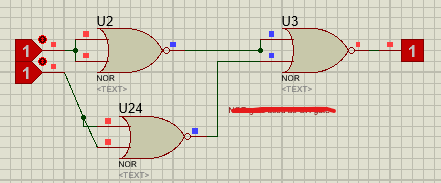 U2
U3
1
1
1
NOR
<TEXT>
NOR
<TEXT>
U24
NOR
<TEXT>